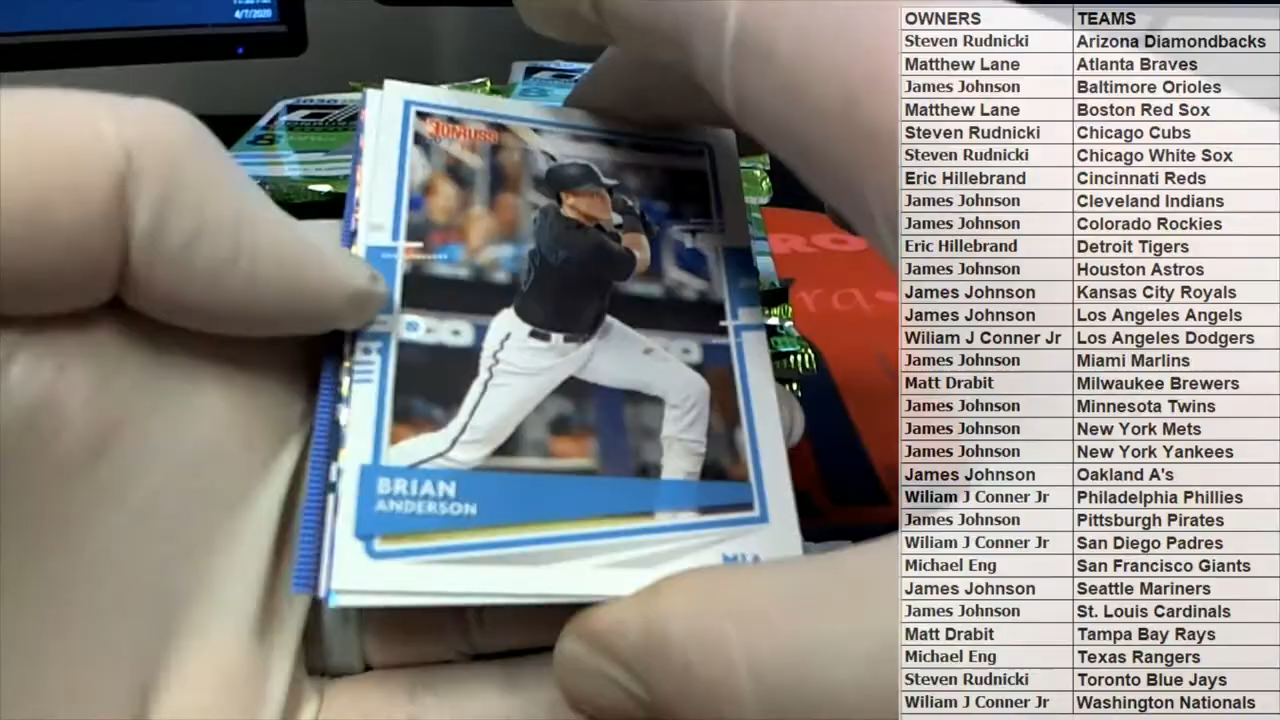 4/7/2020
DONRUSS
BRIAN
ANDERSON
MIA
OWNERS TEAMS
Steven Rudnicki Arizona Diamondbacks
Matthew Lane Atlanta Braves
James Johnson Baltimore Orioles
Matthew Lane Boston Red Sox
Steven Rudnicki Chicago Cubs
Steven Rudnicki Chicago White Sox
Eric Hillebrand Cincinnati Reds
James Johnson Cleveland Indians
James Johnson Colorado Rockies
Eric Hillebrand Detroit Tigers
James Johnson Houston Astros
James Johnson Kansas City Royals
James Johnson Los Angeles Angels
Wiliam J Conner Jr Los Angeles Dodgers
James Johnson Miami Marlins
Matt Drabit Milwaukee Brewers
James Johnson Minnesota Twins
James Johnson New York Mets
James Johnson New York Yankees
James Johnson Oakland A's
Wiliam J Conner Jr Philadelphia Phillies
James Johnson Pittsburgh Pirates
Wiliam J Conner Jr San Diego Padres
Michael Eng San Francisco Giants
James Johnson Seattle Mariners
James Johnson St. Louis Cardinals
Matt Drabit Tampa Bay Rays
Michael Eng Texas Rangers
Steven Rudnicki Toronto Blue Jays
Wiliam J Conner Jr Washington Nationals